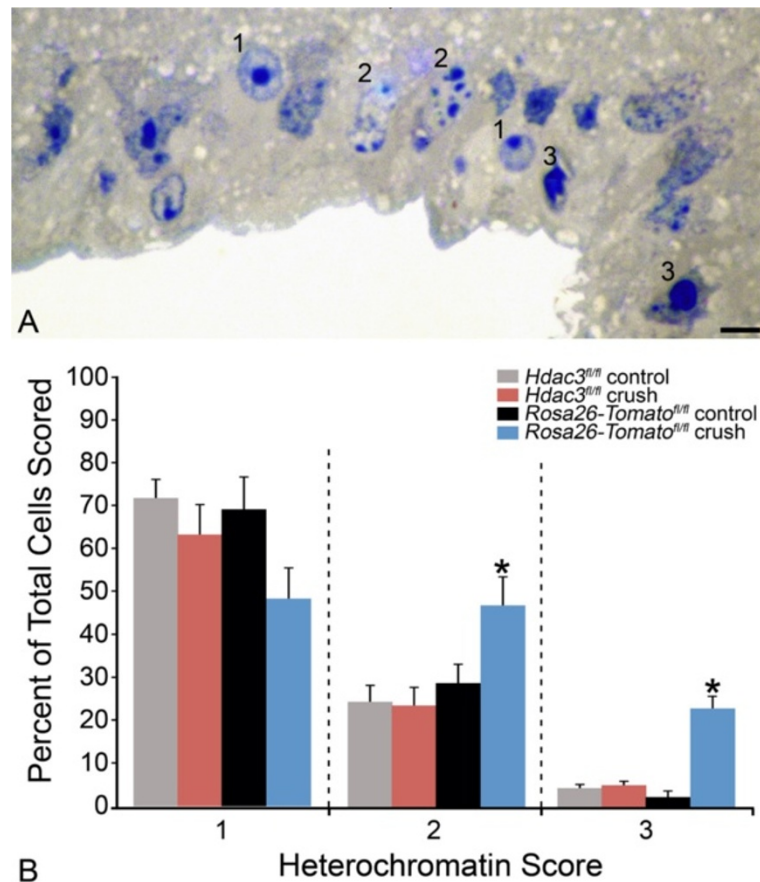 1
2
2
1
3
3
A
Hdac3fl/fl control
Hdac3fl/fl crush
Rosa26-Tomatofl/fl control
Rosa26-Tomatofl/fl crush
Percent of Total Cells Scored
100
90
80
70
60
50
40
30
20
10
0
*
*
1 2 3
Heterochromatin Score
B